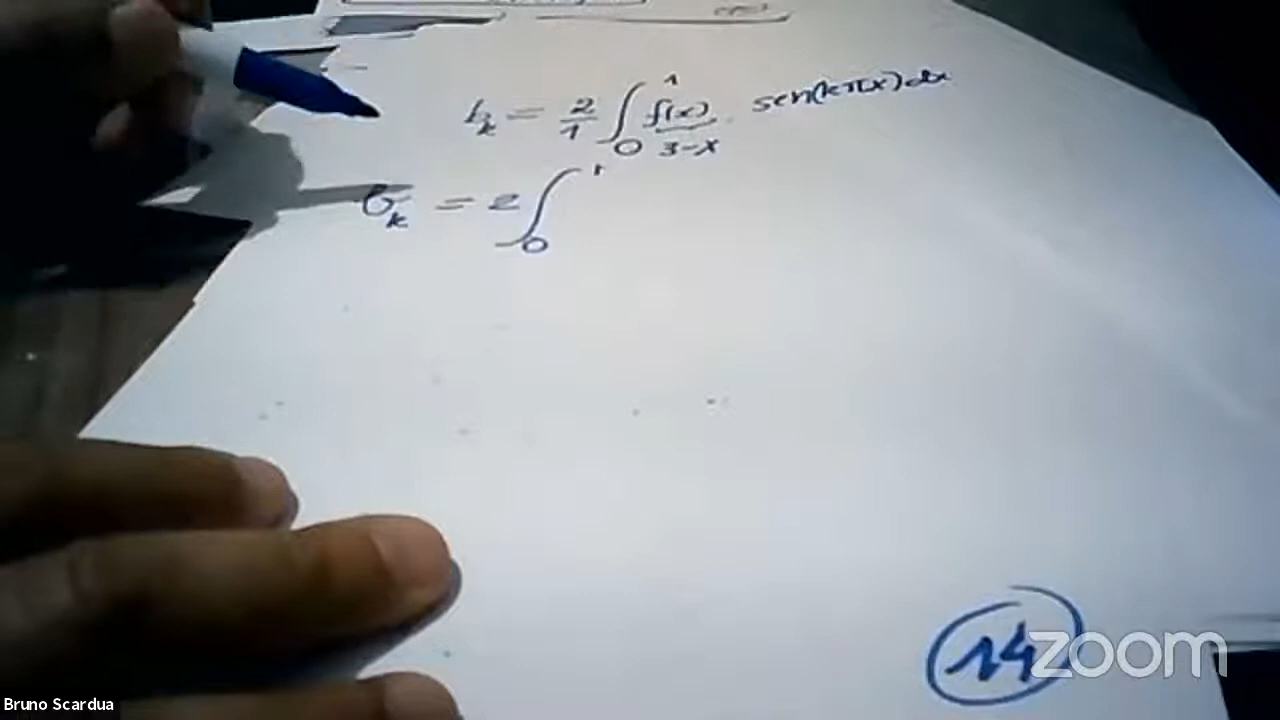 b_k = 2/1 ∫_0^1 f(x) . sen(kπx)dx
3-x
b_k = 2 ∫_0^1
14
zoom
Bruno Scardua